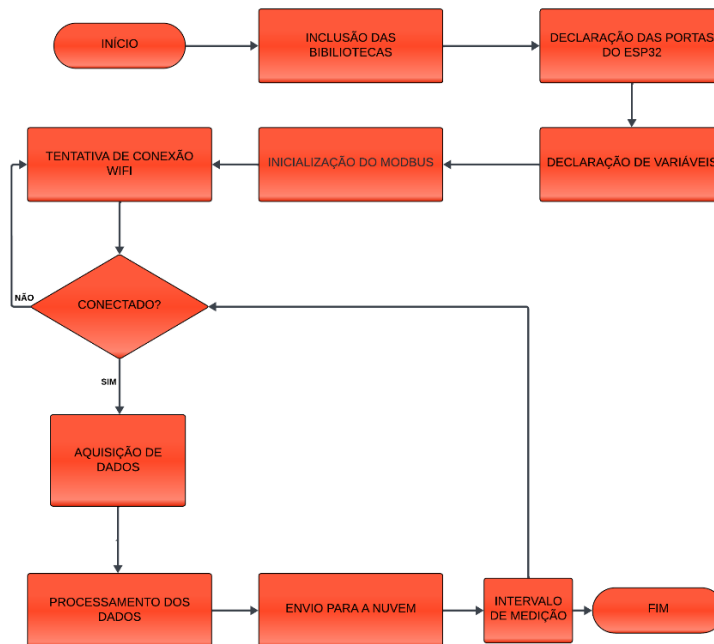 INÍCIO
INCLUSÃO DAS
BIBILIOTECAS
DECLARAÇÃO DAS PORTAS
DO ESP32
TENTATIVA DE CONEXÃO
WIFI
INICIALIZAÇÃO DO MODBUS
DECLARAÇÃO DE VARIÁVEIS
NÃO
CONECTADO?
SIM
AQUISIÇÃO DE
DADOS
PROCESSAMENTO DOS
DADOS
ENVIO PARA A NUVEM
INTERVALO
DE MEDIÇÃO
FIM